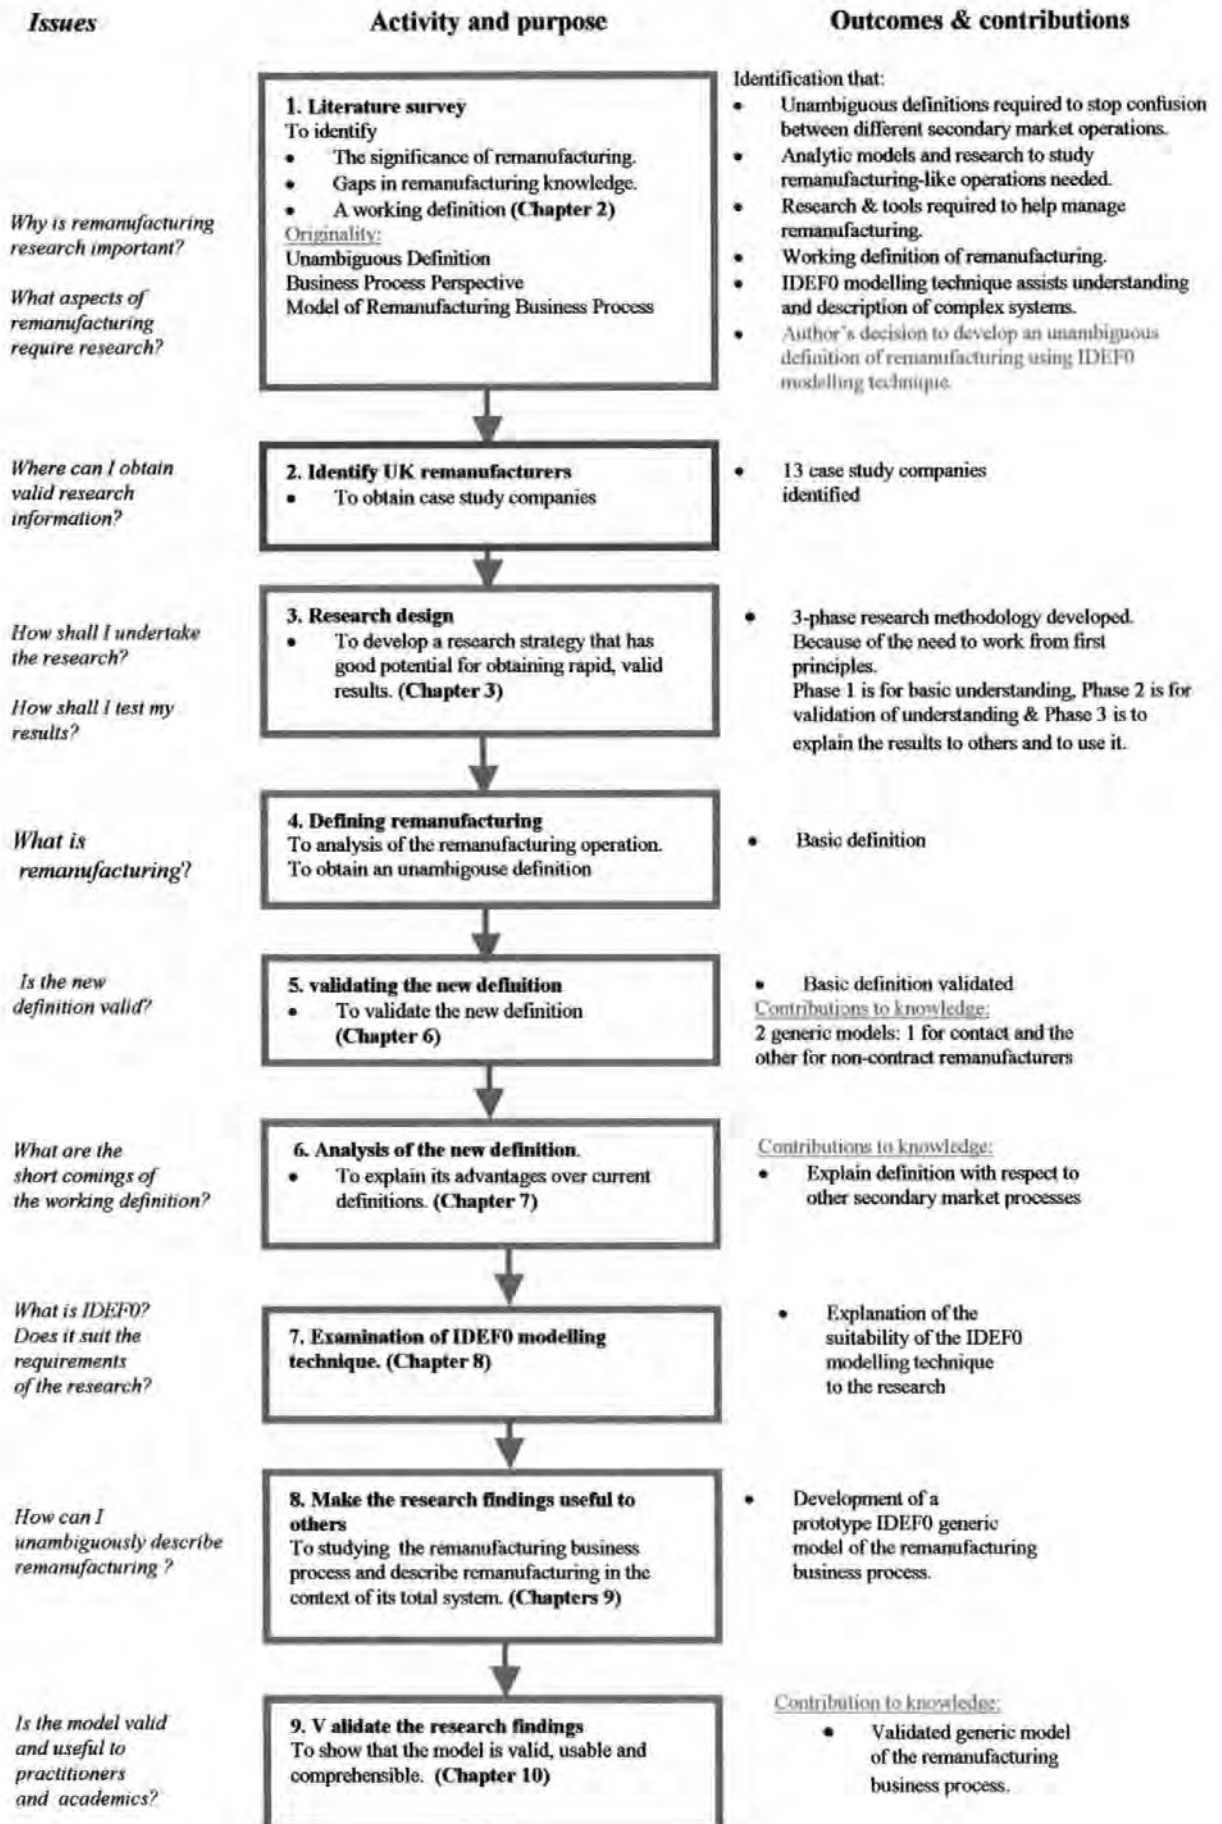 Issues
Activity and purpose
Outcomes & contributions
Why is remanufacturing
research important?
What aspects of
remanufacturing
require research?
1. Literature survey
To identify
• The significance of remanufacturing.
• Gaps in remanufacturing knowledge.
• A working definition (Chapter 2)
Originality:
Unambiguous Definition
Business Process Perspective
Model of Remanufacturing Business Process
Identification that:
• Unambiguous definitions required to stop confusion
between different secondary market operations.
• Analytic models and research to study
remanufacturing-like operations needed.
• Research & tools required to help manage
remanufacturing.
• Working definition of remanufacturing.
• IDEF0 modelling technique assists understanding
and description of complex systems.
• Author's decision to develop an unambiguous
definition of remanufacturing using IDEF0
modelling technique.
Where can I obtain
valid research
information?
2. Identify UK remanufacturers
• To obtain case study companies
• 13 case study companies
identified
How shall I undertake
the research?
How shall I test my
results?
3. Research design
• To develop a research strategy that has
good potential for obtaining rapid, valid
results. (Chapter 3)
• 3-phase research methodology developed.
Because of the need to work from first
principles.
Phase 1 is for basic understanding, Phase 2 is for
validation of understanding & Phase 3 is to
explain the results to others and to use it.
What is
remanufacturing?
4. Defining remanufacturing
To analysis of the remanufacturing operation.
To obtain an unambigouse definition
• Basic definition
Is the new
definition valid?
5. validating the new definition
• To validate the new definition
(Chapter 6)
• Basic definition validated
Contributions to knowledge:
2 generic models: 1 for contact and the
other for non-contract remanufacturers
What are the
short comings of
the working definition?
6. Analysis of the new definition.
• To explain its advantages over current
definitions. (Chapter 7)
Contributions to knowledge:
• Explain definition with respect to
other secondary market processes
What is IDEF0?
Does it suit the
requirements
of the research?
7. Examination of IDEF0 modelling
technique. (Chapter 8)
• Explanation of the
suitability of the IDEF0
modelling technique
to the research
How can I
unambiguously describe
remanufacturing ?
8. Make the research findings useful to
others
To studying the remanufacturing business
process and describe remanufacturing in the
context of its total system. (Chapters 9)
• Development of a
prototype IDEF0 generic
model of the remanufacturing
business process.
Is the model valid
and useful to
practitioners
and academics?
9. V alidate the research findings
To show that the model is valid, usable and
comprehensible. (Chapter 10)
Contribution to knowledge:
• Validated generic model
of the remanufacturing
business process.